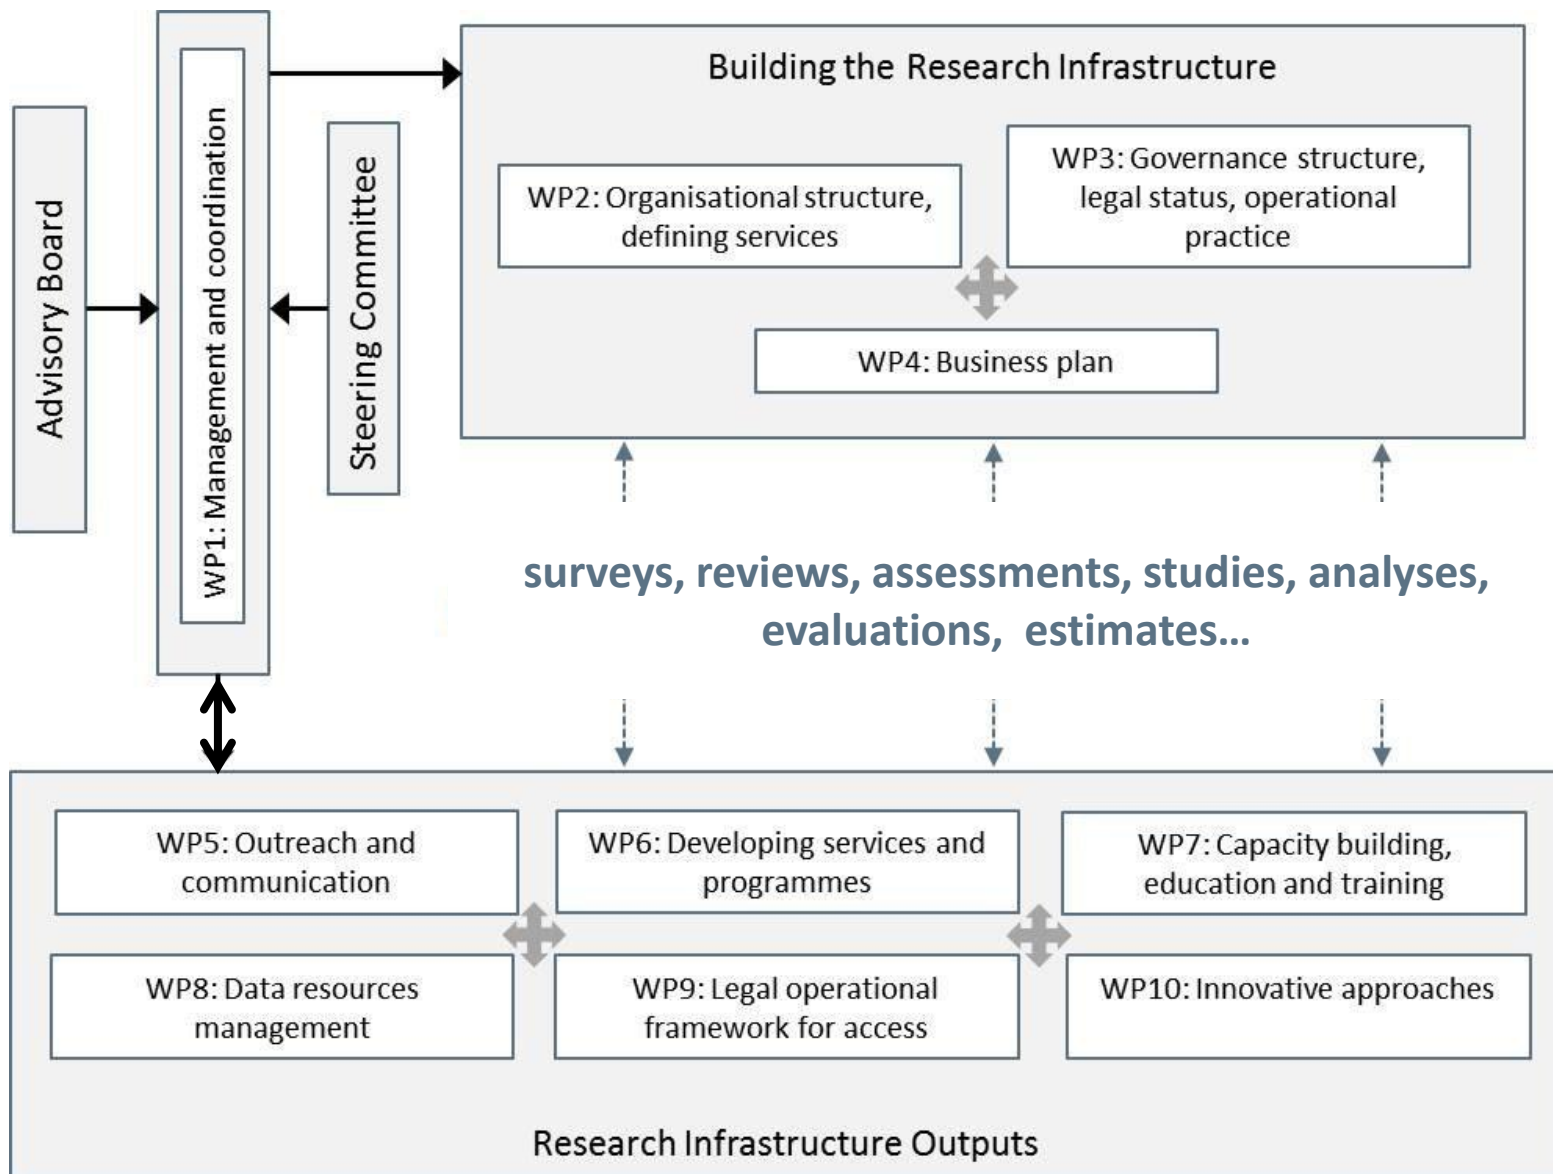 Advisory Board
WP1: Management and coordination
Steering Committee
Building the Research Infrastructure
WP2: Organisational structure,
defining services
WP3: Governance structure,
legal status, operational
practice
WP4: Business plan
surveys, reviews, assessments, studies, analyses,
evaluations, estimates...
WP5: Outreach and
communication
WP6: Developing services and
programmes
WP7: Capacity building,
education and training
WP8: Data resources
management
WP9: Legal operational
framework for access
WP10: Innovative approaches
Research Infrastructure Outputs